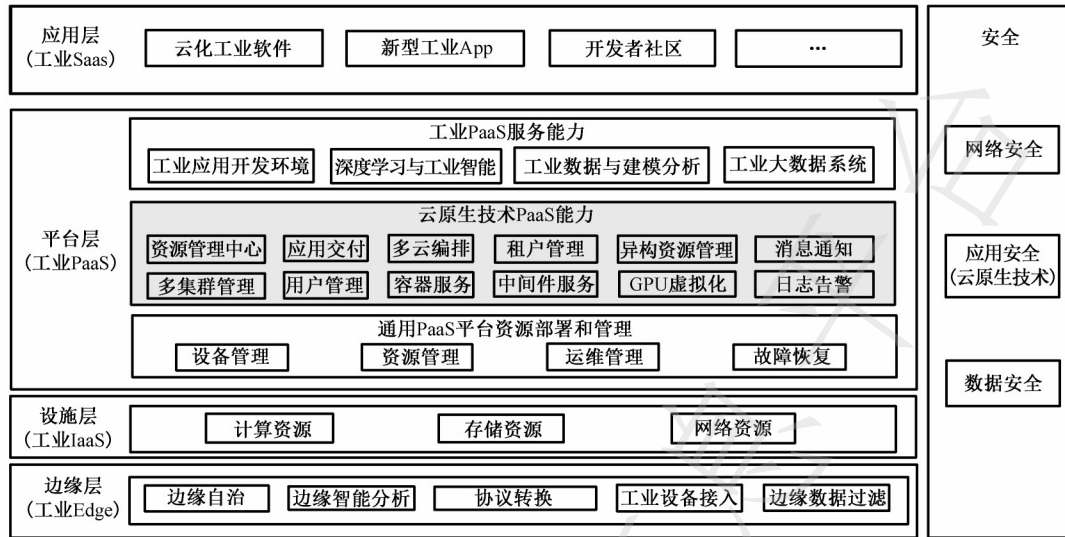 应用层
(工业Saas)
云化工业软件
新型工业App
开发者社区
...
安全
平台层
(工业PaaS)
工业PaaS服务能力
工业应用开发环境
深度学习与工业智能
工业数据与建模分析
工业大数据系统
云原生技术PaaS能力
资源管理中心
应用交付
多云编排
租户管理
异构资源管理
消息通知
多集群管理
用户管理
容器服务
中间件服务
GPU虚拟化
日志告警
通用PaaS平台资源部署和管理
设备管理
资源管理
运维管理
故障恢复
网络安全
应用安全
(云原生技术)
数据安全
设施层
(工业IaaS)
计算资源
存储资源
网络资源
边缘层
(工业Edge)
边缘自治
边缘智能分析
协议转换
工业设备接入
边缘数据过滤